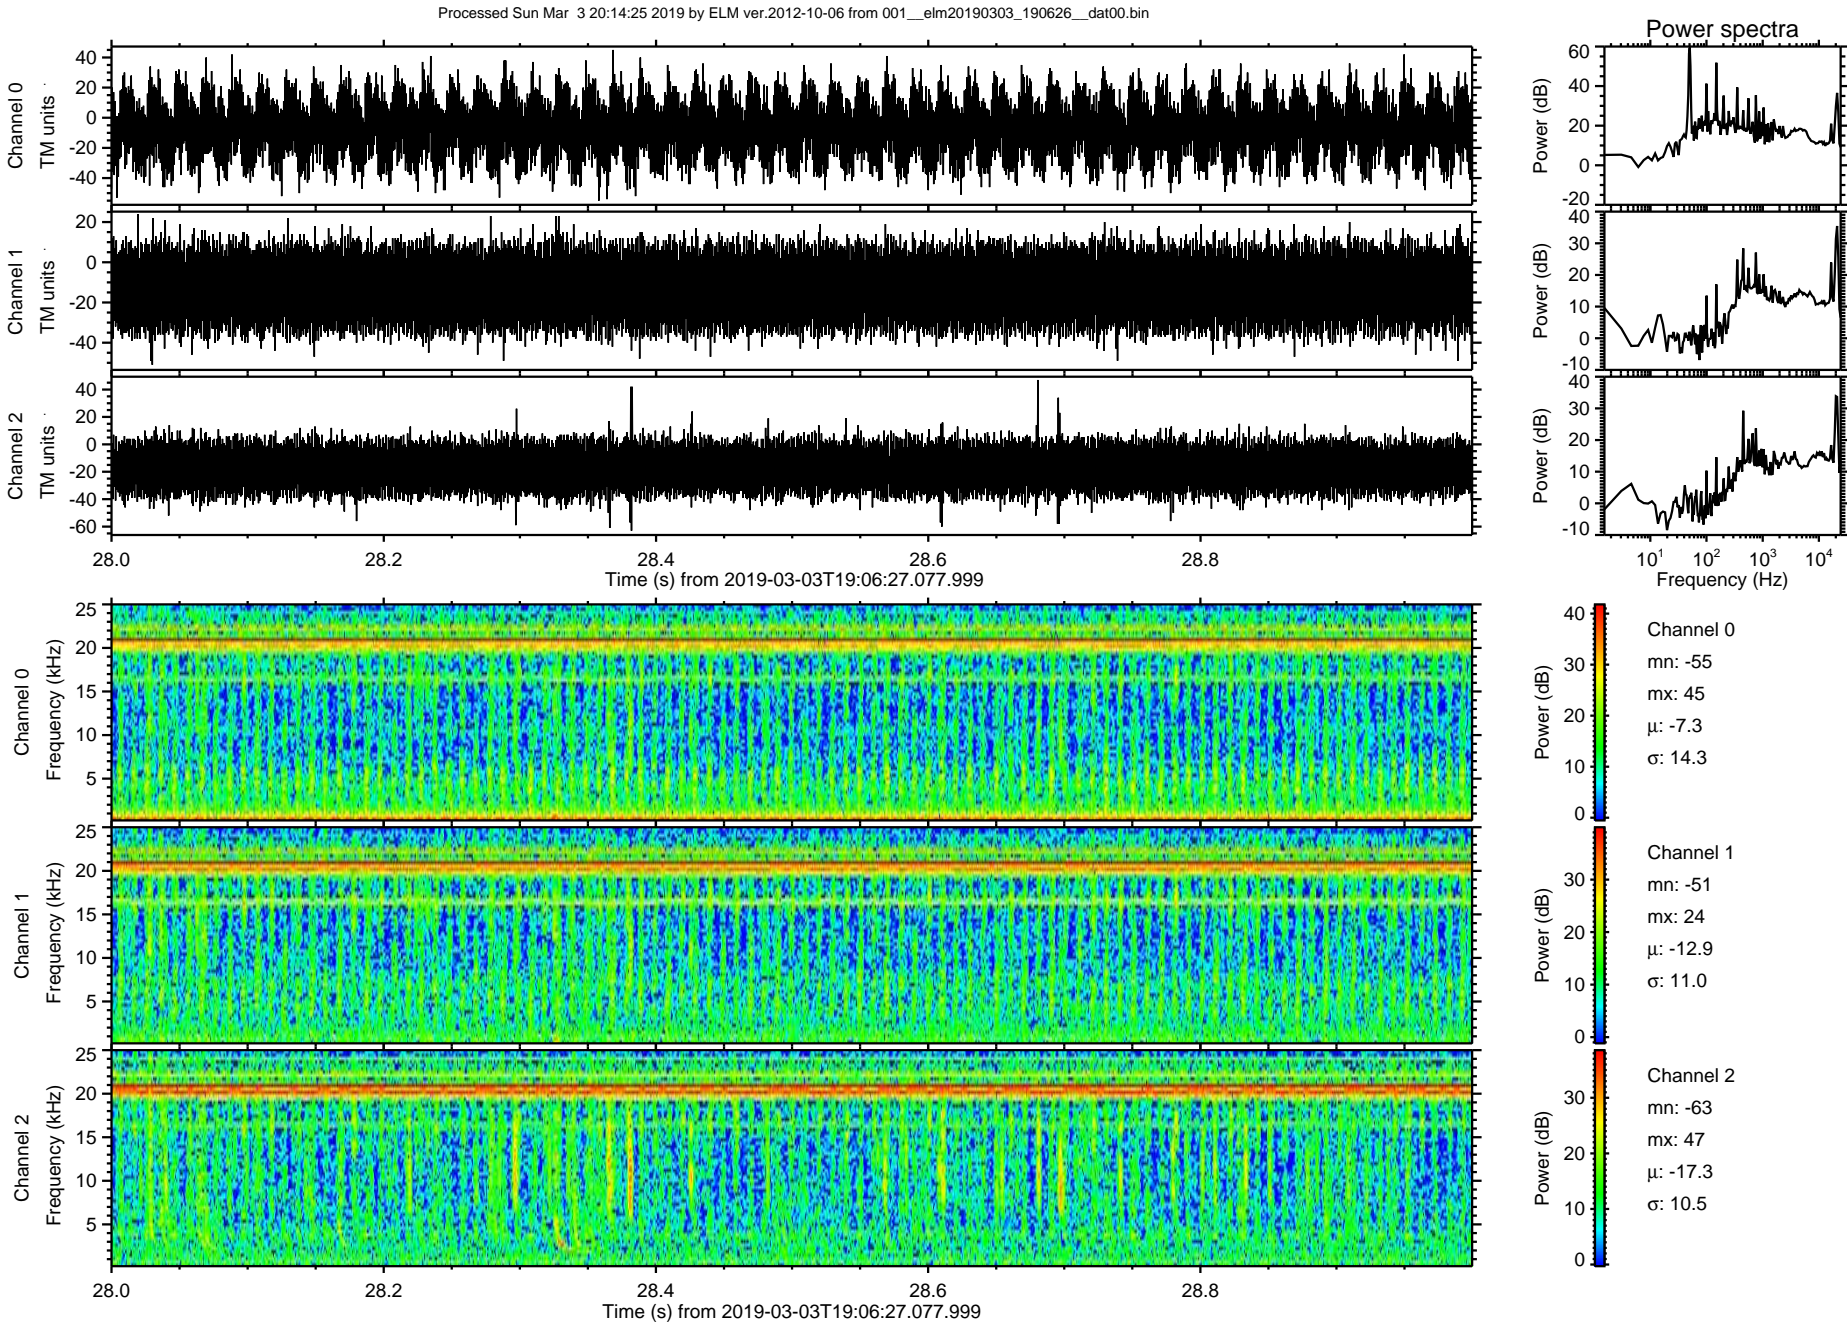 Processed Sun Mar  3 20:14:25 2019 by ELM ver.2012-10-06 from 001__elm20190303_190626__dat00.bin
Power spectra
Channel 0
TM units
40
20
0
-20
-40
Power (dB)
60
40
20
0
-20
Channel 1
TM units
20
0
-20
-40
Power (dB)
40
30
20
10
0
-10
Channel 2
TM units
40
20
0
-20
-40
-60
Power (dB)
40
30
20
10
0
-10
28.0 28.2 28.4 28.6 28.8
Time (s) from 2019-03-03T19:06:27.077.999
10¹ 10² 10³ 10⁴
Frequency (Hz)
Channel 0
Frequency (kHz)
25
20
15
10
5
Power (dB)
40
30
20
10
0
Channel 0
mn: -55
mx: 45
μ: -7.3
σ: 14.3
Channel 1
Frequency (kHz)
25
20
15
10
5
Power (dB)
30
20
10
0
Channel 1
mn: -51
mx: 24
μ: -12.9
σ: 11.0
Channel 2
Frequency (kHz)
25
20
15
10
5
Power (dB)
30
20
10
0
Channel 2
mn: -63
mx: 47
μ: -17.3
σ: 10.5
28.0 28.2 28.4 28.6 28.8
Time (s) from 2019-03-03T19:06:27.077.999